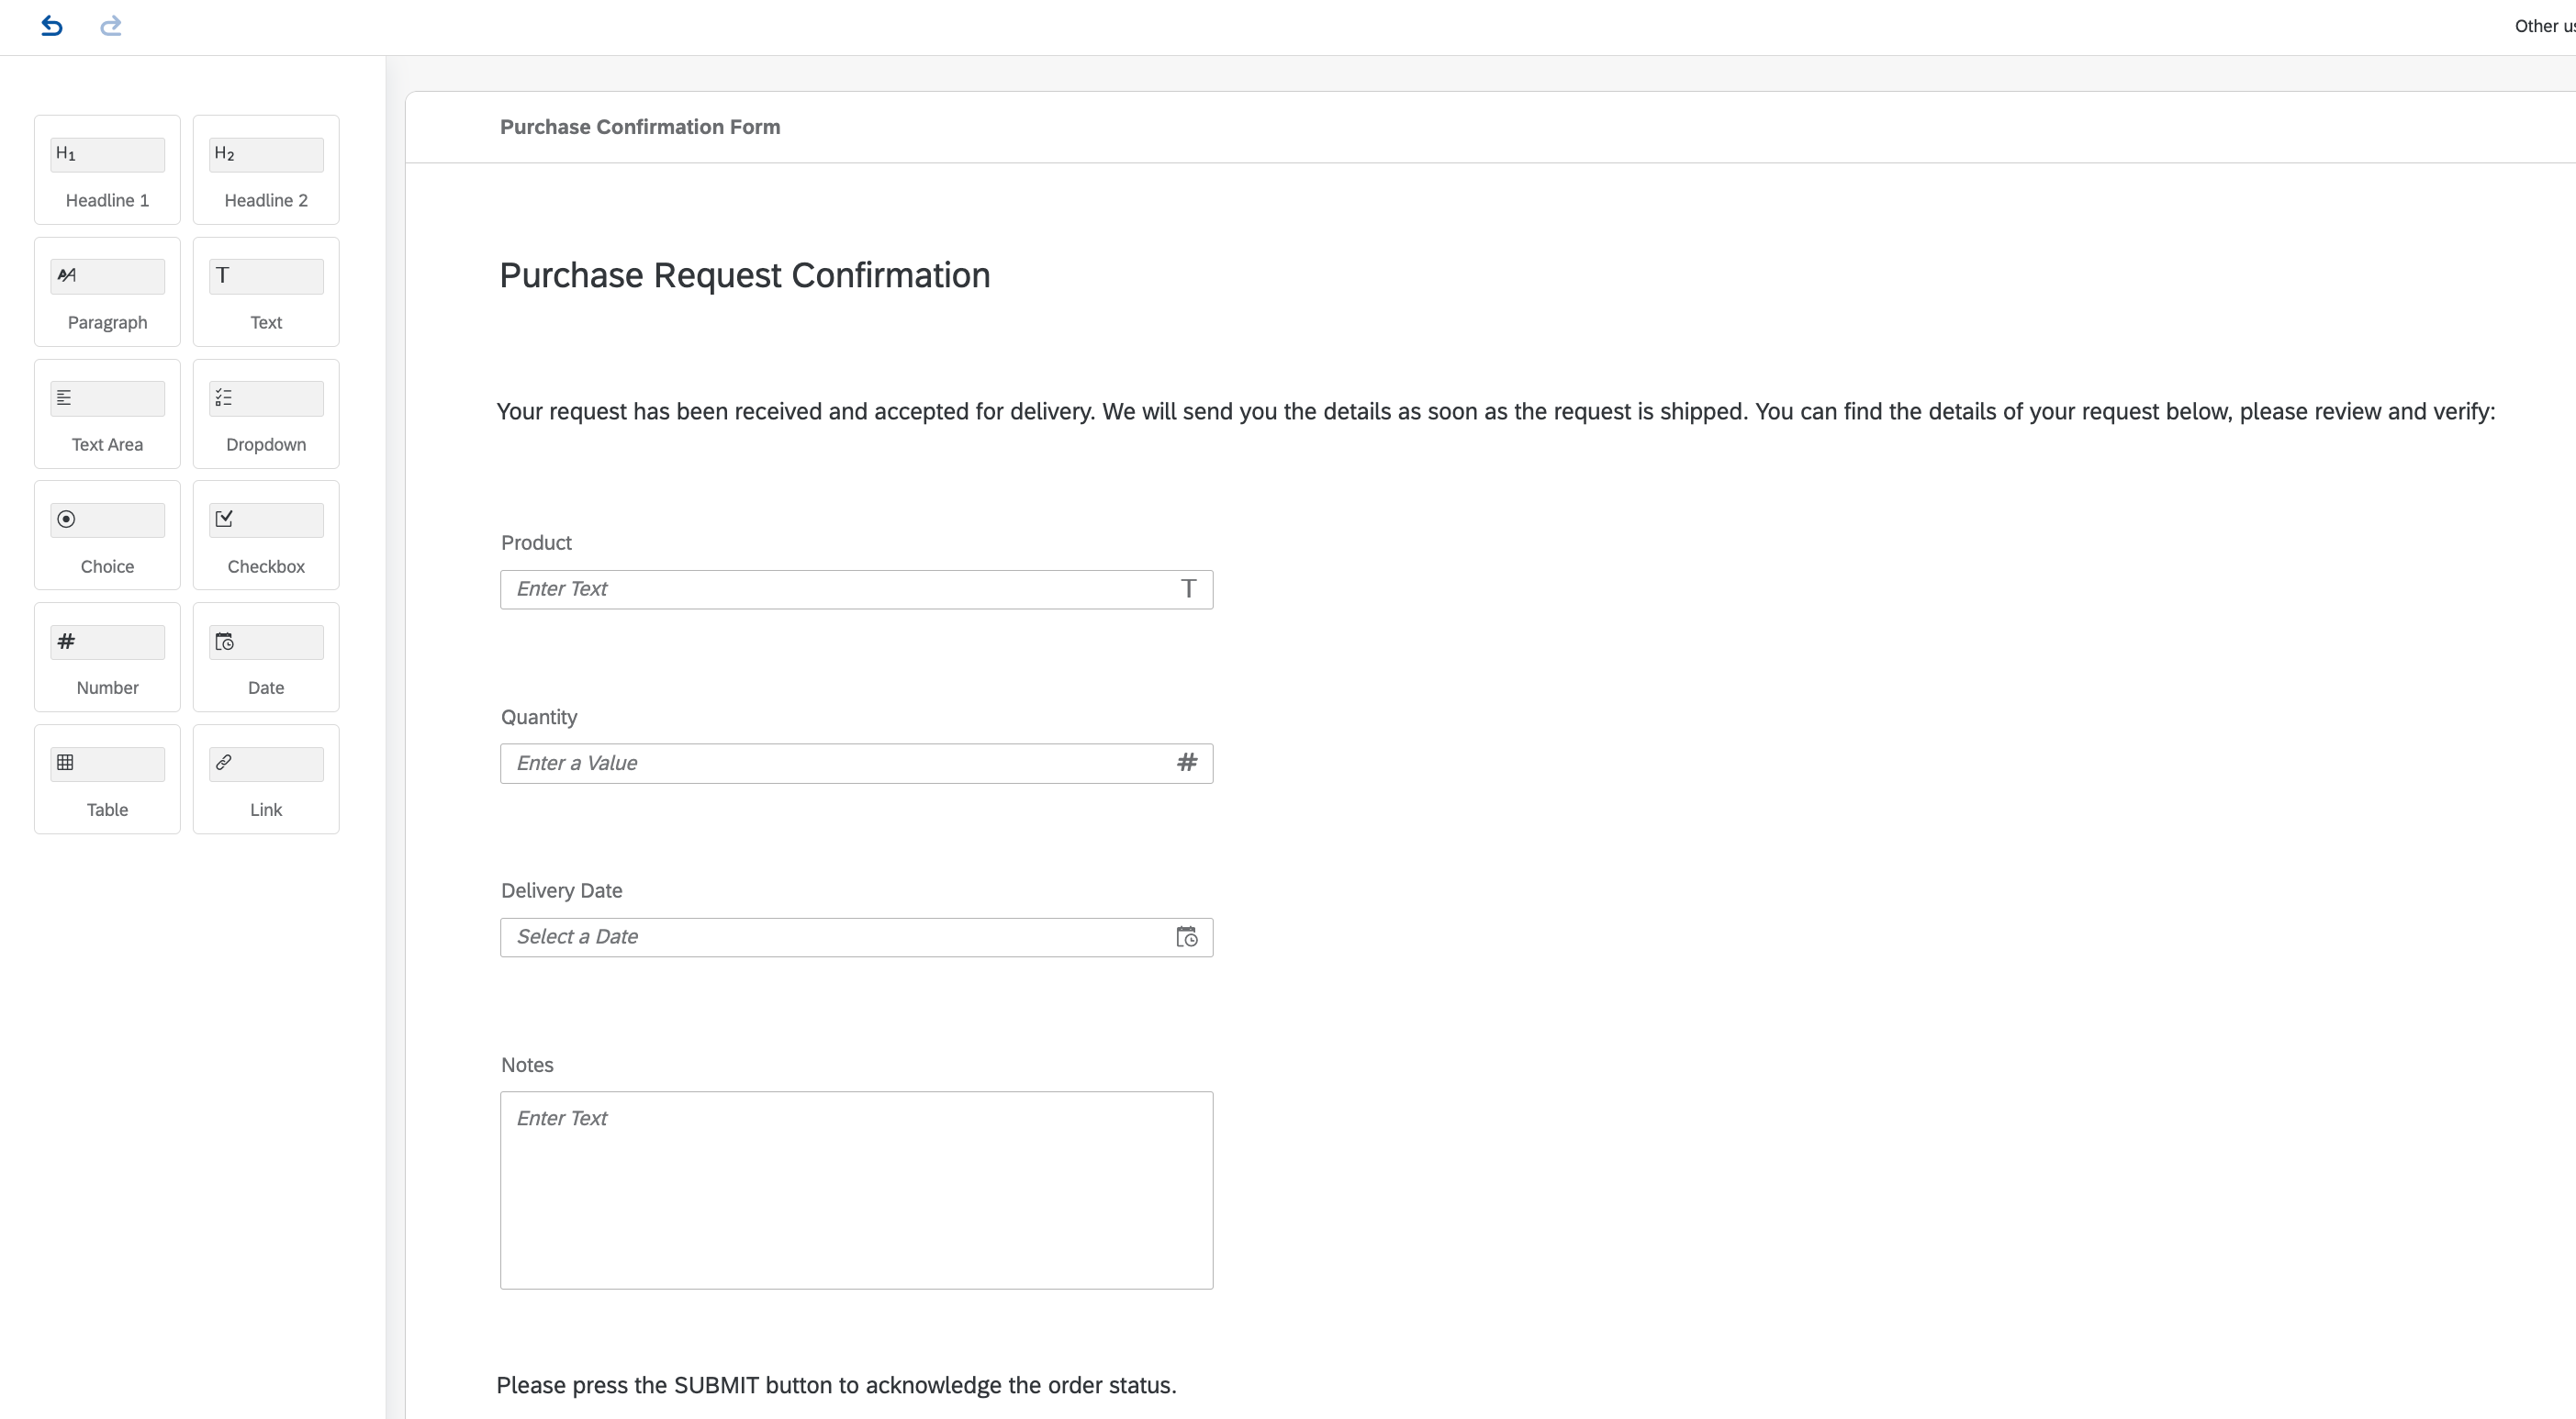 Other us
H1
H2
Headline 1
Headline 2
Paragraph
T
Text
Text Area
Dropdown
Choice
Checkbox
#
Number
Date
Table
Link
Purchase Confirmation Form
Purchase Request Confirmation
Your request has been received and accepted for delivery. We will send you the details as soon as the request is shipped. You can find the details of your request below, please review and verify:
Product
Enter Text
T
Quantity
Enter a Value
#
Delivery Date
Select a Date
Notes
Enter Text
Please press the SUBMIT button to acknowledge the order status.